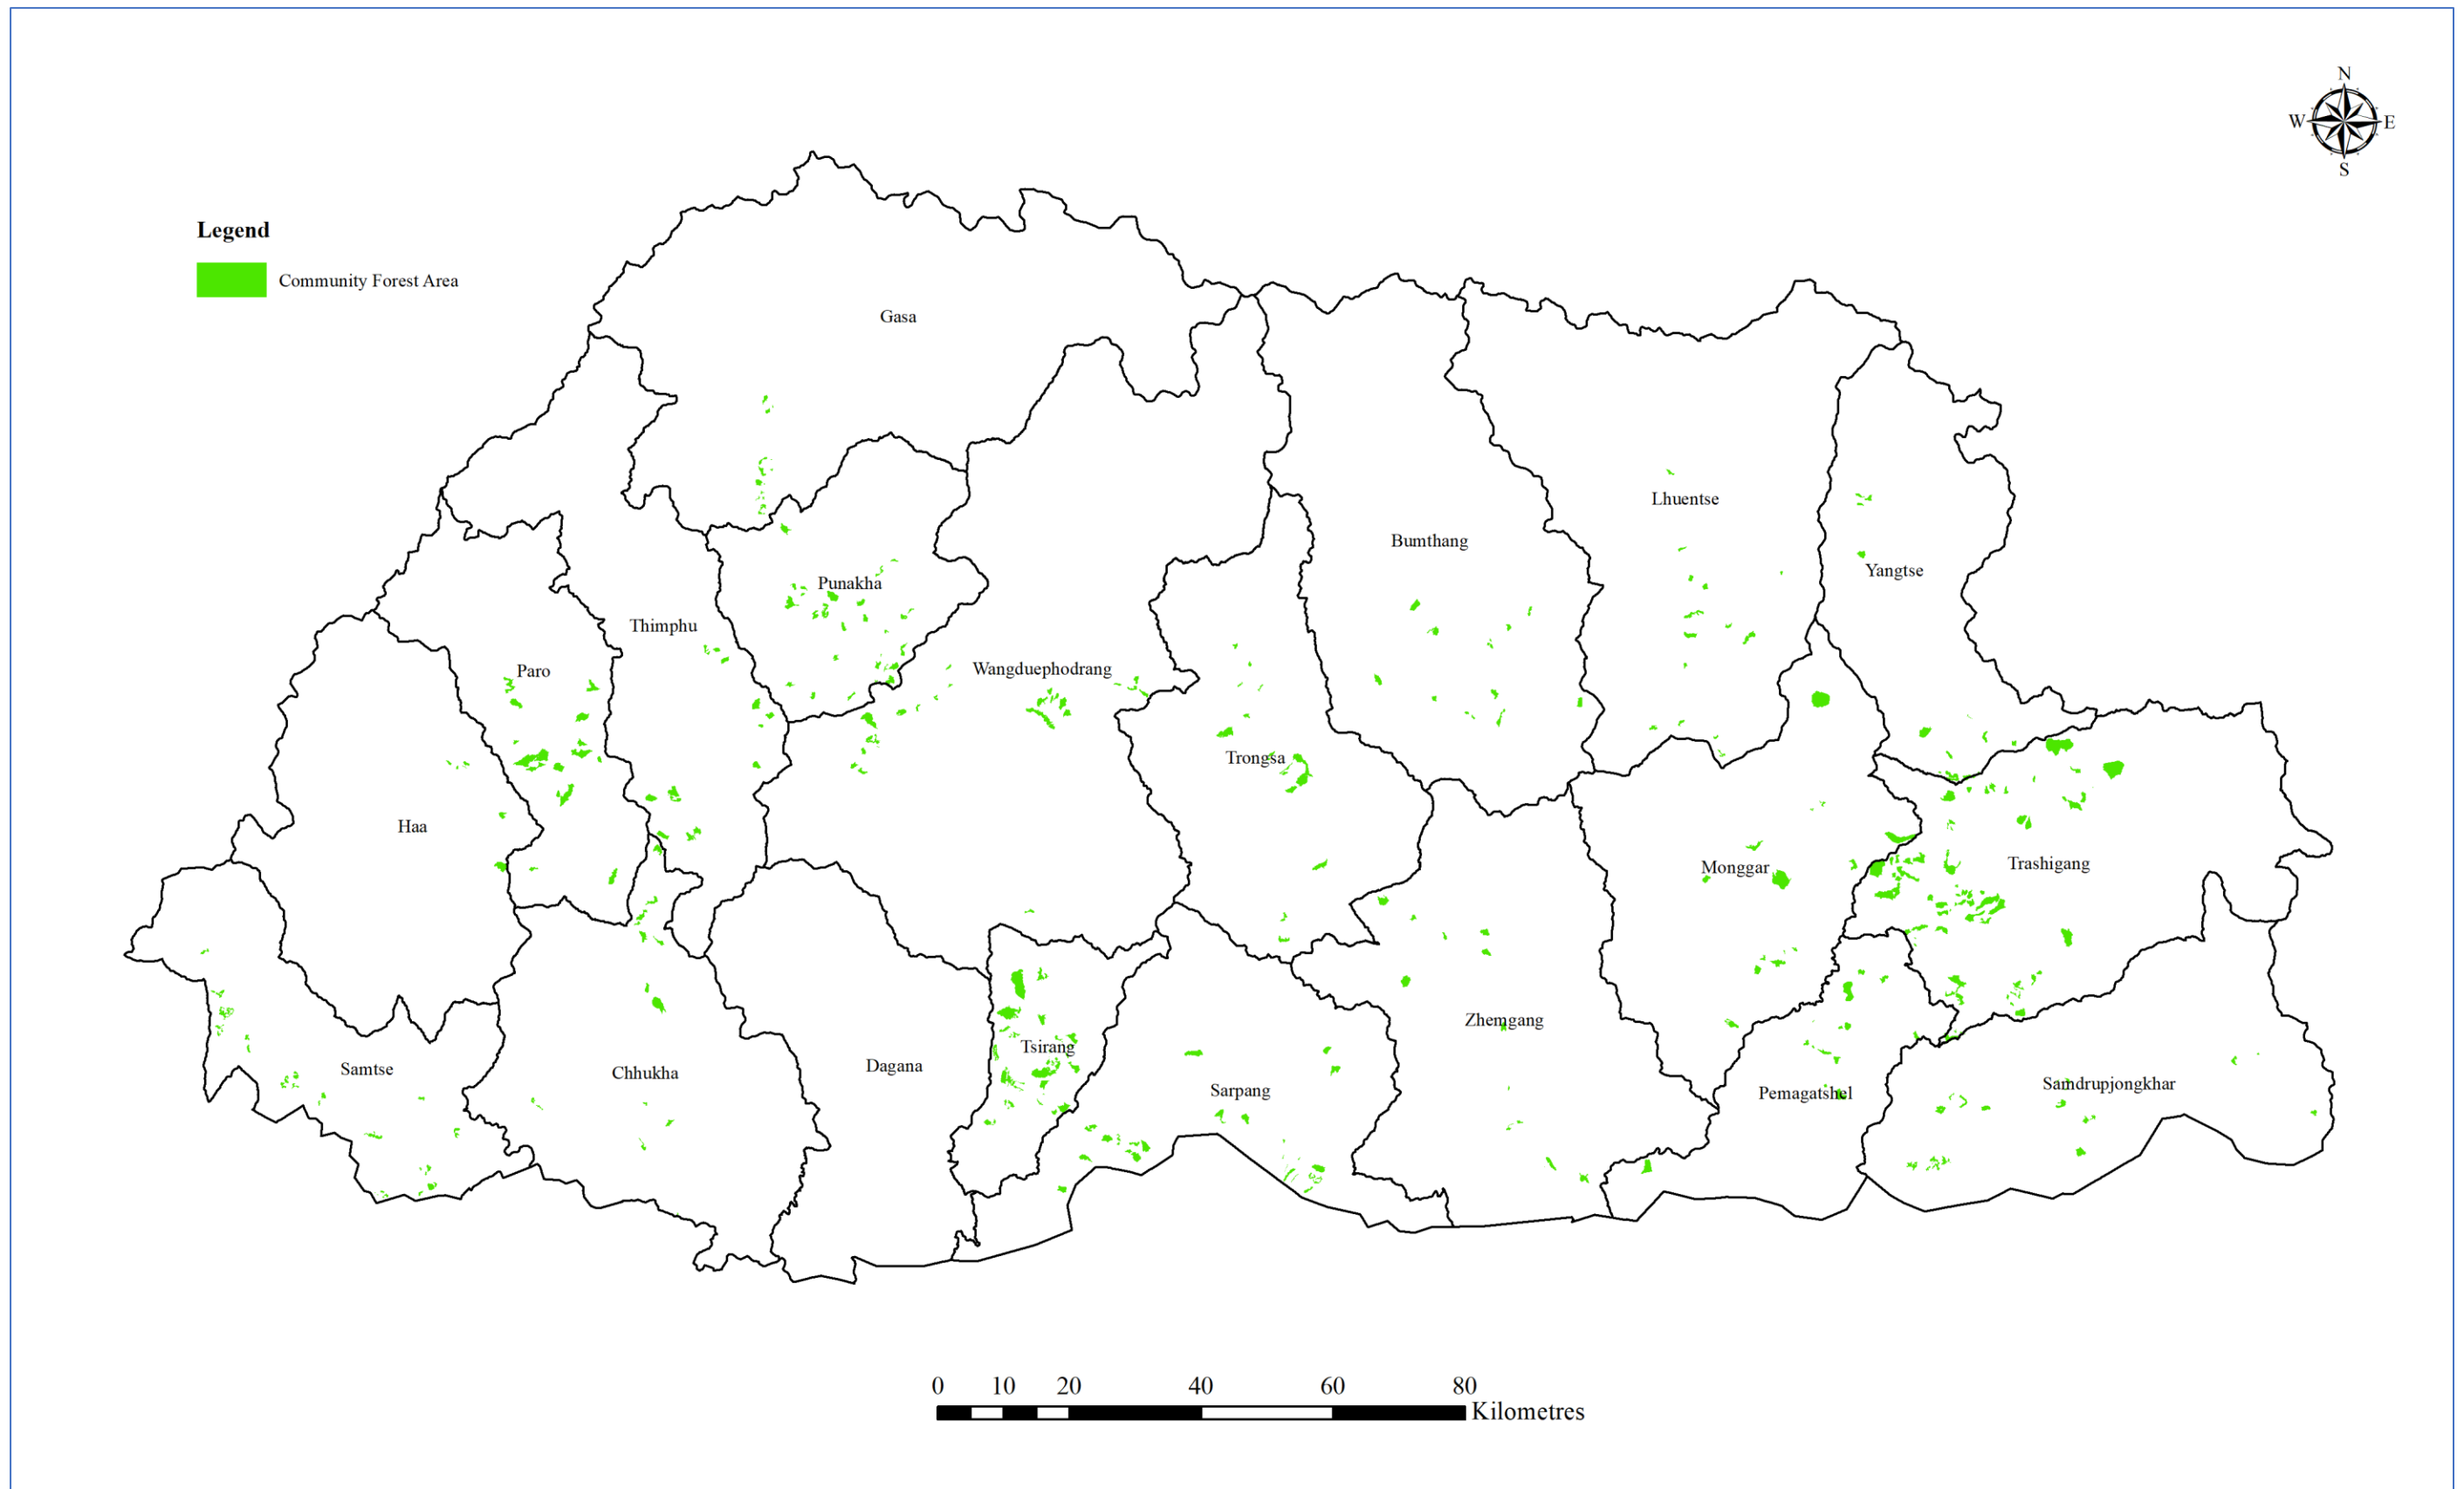 N
W E
S
Legend
Community Forest Area
Gasa
Lhuentse
Bumthang
Yangtse
Punakha
Thimphu
Wangduephodrang
Paro
Trongsa
Haa
Monggar
Trashigang
Zhemgang
Tsirang
Dagana
Samtse
Chhukha
Sarpang
Pemagatshel
Samdrupjongkhar
0 10 20 40 60 80
Kilometres